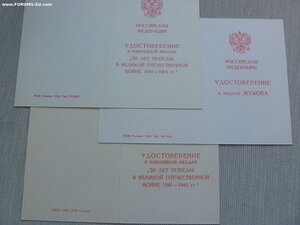 www.FORUMS-SU.com
РОССИЙСКАЯ
ФЕДЕРАЦИЯ
УДОСТОВЕРЕНИЕ
К ЮБИЛЕЙНОЙ МЕДАЛИ
"50 ЛЕТ ПОБЕДЫ
В ВЕЛИКОЙ ОТЕЧЕСТВЕННОЙ
ВОЙНЕ 1941-1945 гг."
РОССИЙСКАЯ
ФЕДЕРАЦИЯ
УДОСТОВЕРЕНИЕ
К МЕДАЛИ ЖУКОВА
УДОСТОВЕРЕНИЕ
К ЮБИЛЕЙНОЙ МЕДАЛИ
"50 ЛЕТ ПОБЕДЫ
В ВЕЛИКОЙ ОТЕЧЕСТВЕННОЙ
ВОЙНЕ 1941-1945 гг."